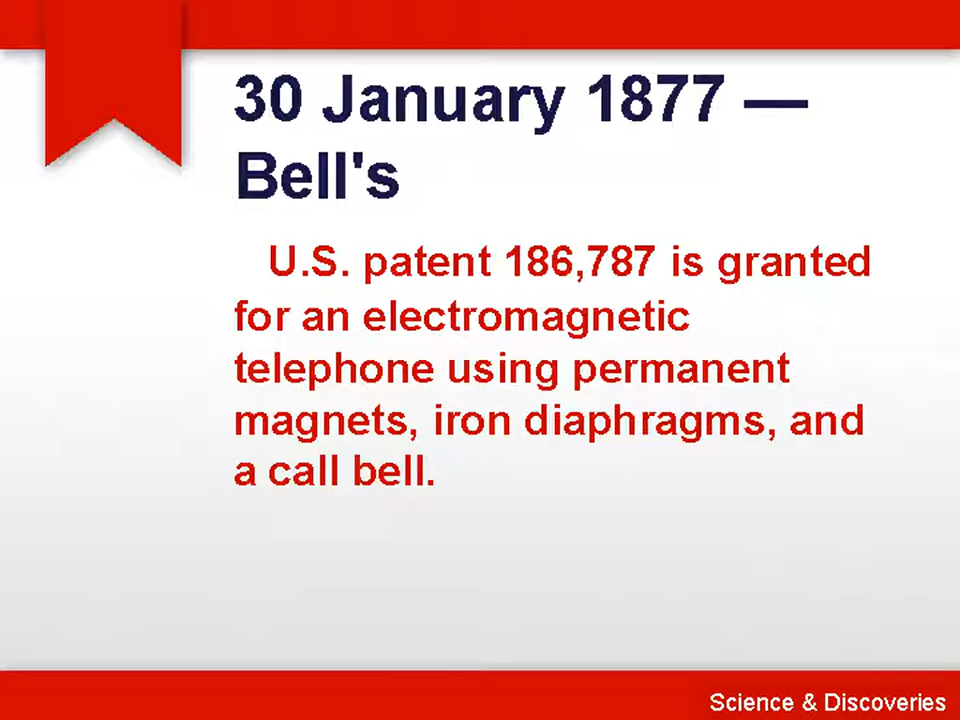 30 January 1877 —
Bell's
U.S. patent 186,787 is granted
for an electromagnetic
telephone using permanent
magnets, iron diaphragms, and
a call bell.
Science & Discoveries